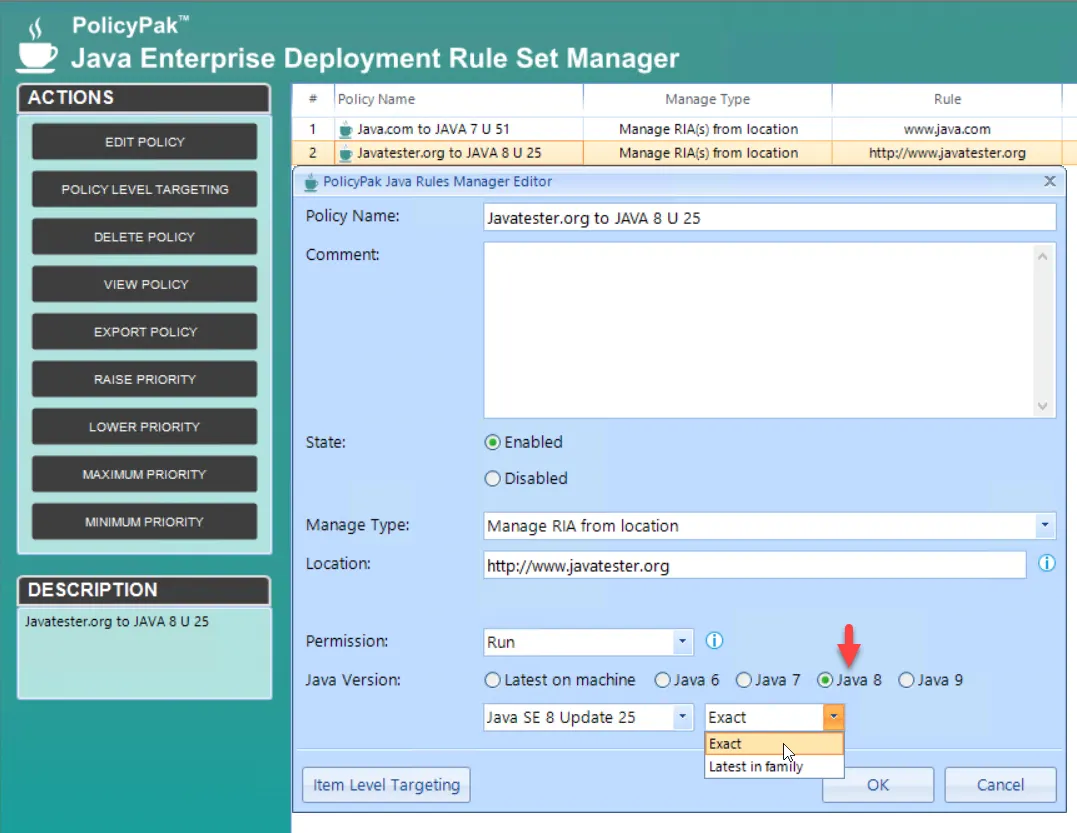 PolicyPak™
Java Enterprise Deployment Rule Set Manager
ACTIONS
EDIT POLICY
POLICY LEVEL TARGETING
DELETE POLICY
VIEW POLICY
EXPORT POLICY
RAISE PRIORITY
LOWER PRIORITY
MAXIMUM PRIORITY
MINIMUM PRIORITY
DESCRIPTION
Javatester.org to JAVA 8 U 25
# Policy Name Manage Type Rule
1 Java.com to JAVA 7 U 51 Manage RIA(s) from location www.java.com
2 Javatester.org to JAVA 8 U 25 Manage RIA(s) from location http://www.javatester.org
PolicyPak Java Rules Manager Editor
Policy Name: Javatester.org to JAVA 8 U 25
Comment:
State: Enabled
Disabled
Manage Type: Manage RIA from location
Location: http://www.javatester.org
Permission: Run
Java Version: Latest on machine Java 6 Java 7 Java 8 Java 9
Java SE 8 Update 25 Exact
Exact
Latest in family
Item Level Targeting OK Cancel